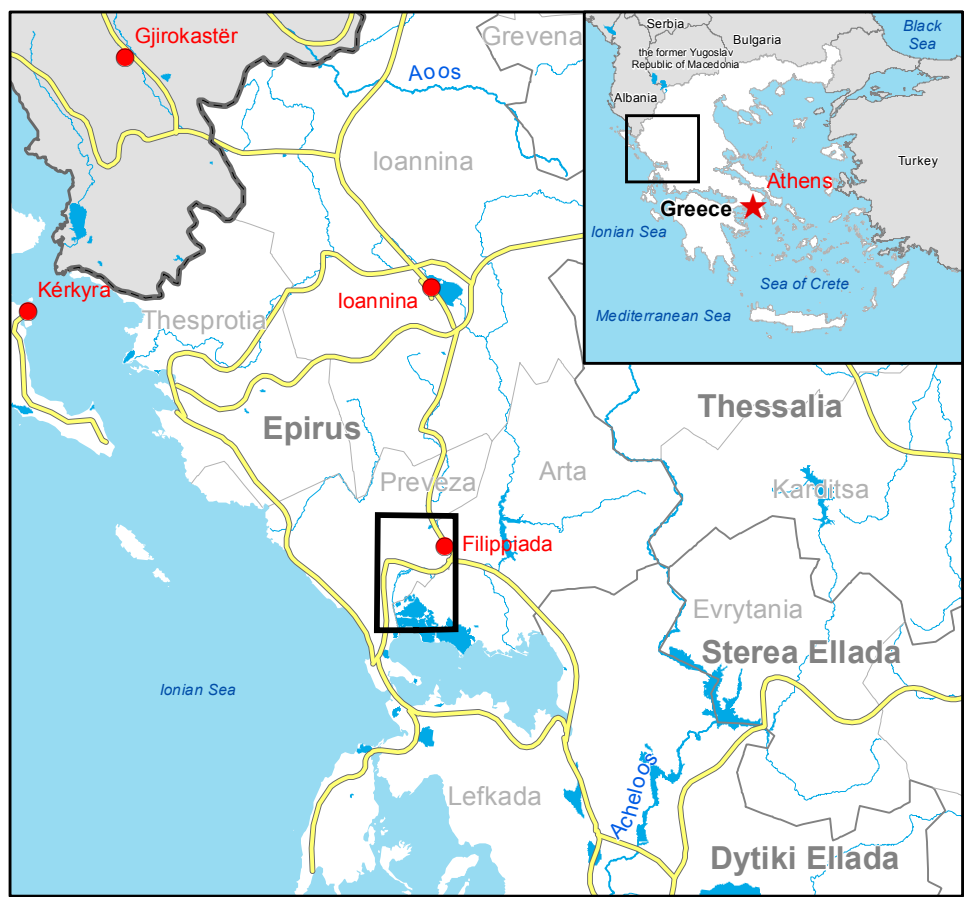 Gjirokastër
Grevena
Aoos
Ioannina
Kérkyra
Thesprotia
Ioannina
Epirus
Preveza
Arta
Thessalia
Karditsa
Filippiada
Evrytania
Sterea Ellada
Ionian Sea
Lefkada
Acheloos
Dytiki Ellada
Serbia
Black
Sea
Bulgaria
the former Yugoslav
Republic of Macedonia
Albania
Turkey
Athens
Greece
Ionian Sea
Sea of Crete
Mediterranean Sea